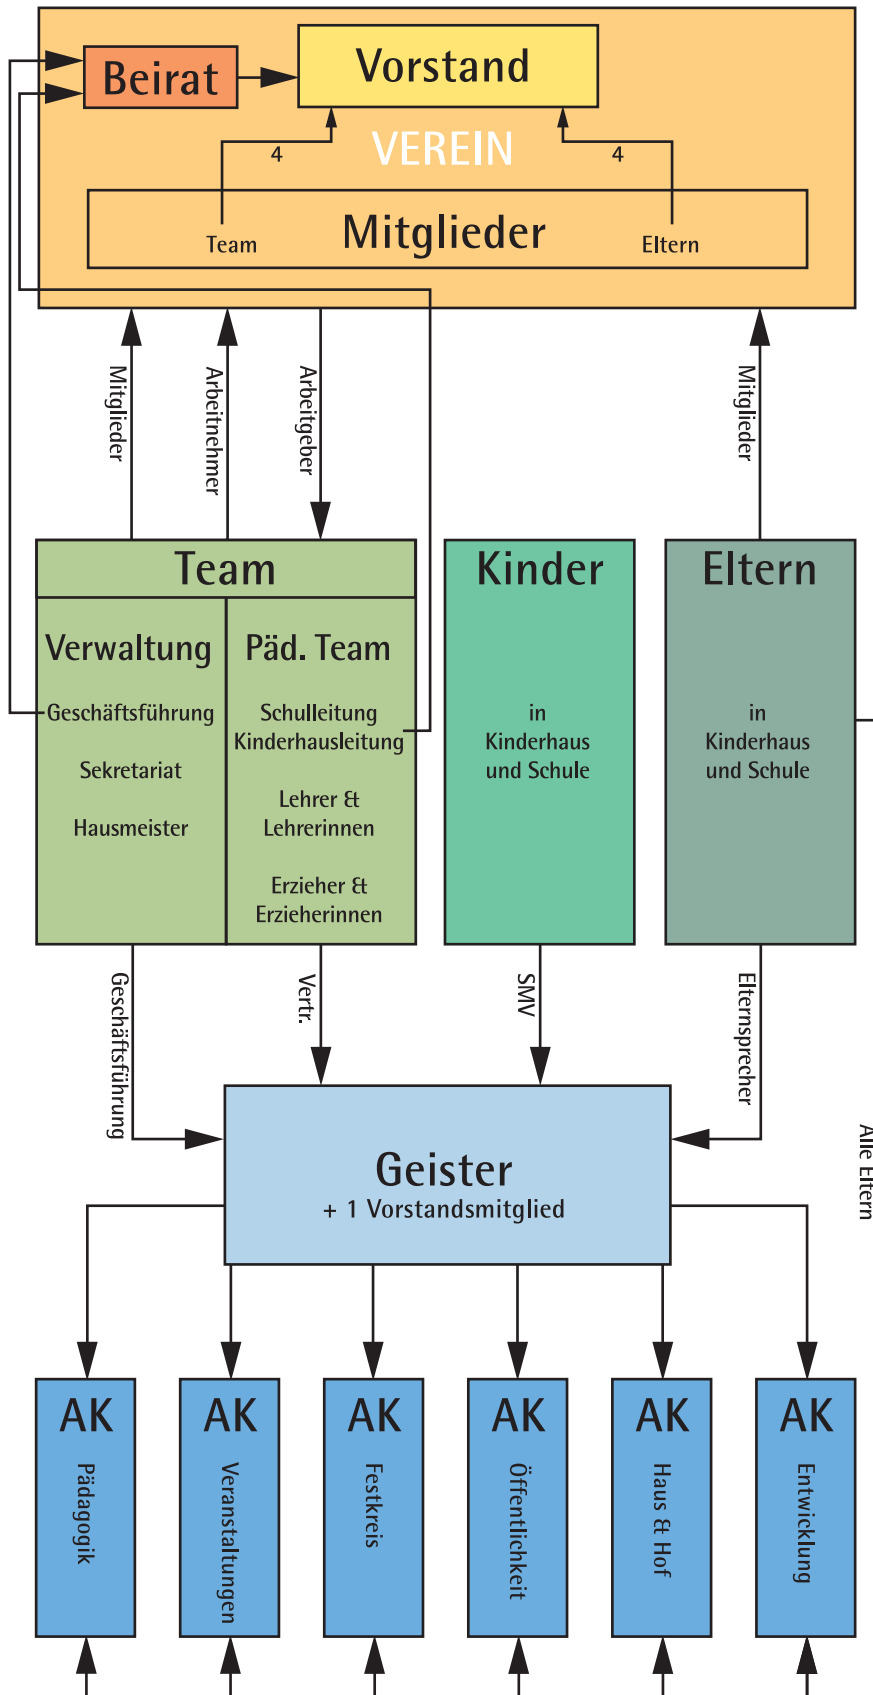 Beirat
Vorstand
VEREIN
4
4
Mitglieder
Team
Eltern
Mitglieder
Arbeitnehmer
Arbeitgeber
Mitglieder
Team
Verwaltung
Geschäftsführung
Sekretariat
Hausmeister
Päd. Team
Schulleitung
Kinderhausleitung
Lehrer &
Lehrerinnen
Erzieher &
Erzieherinnen
Kinder
in
Kinderhaus
und Schule
Eltern
in
Kinderhaus
und Schule
Geschäftsführung
Vertr.
SMV
Elternsprecher
Alle Eltern
Geister
+ 1 Vorstandsmitglied
AK
Pädagogik
AK
Veranstaltungen
AK
Festkreis
AK
Öffentlichkeit
AK
Haus & Hof
AK
Entwicklung